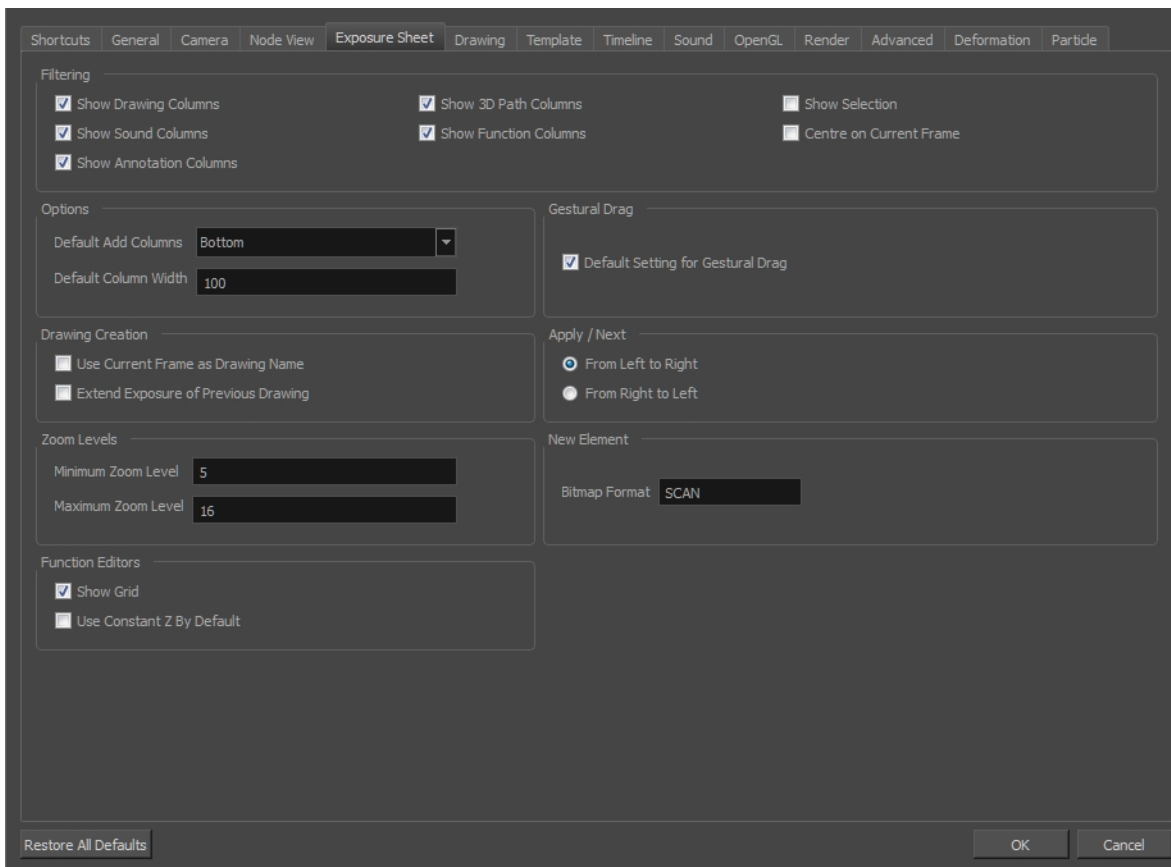 Shortcuts General Camera Node View Exposure Sheet Drawing Template Timeline Sound OpenGL Render Advanced Deformation Particle
Filtering
Show Drawing Columns Show 3D Path Columns Show Selection
Show Sound Columns Show Function Columns Centre on Current Frame
Show Annotation Columns
Options
Default Add Columns Bottom
Default Column Width 100
Gestural Drag
Default Setting for Gestural Drag
Drawing Creation
Use Current Frame as Drawing Name
Extend Exposure of Previous Drawing
Apply / Next
From Left to Right
From Right to Left
Zoom Levels
Minimum Zoom Level 5
Maximum Zoom Level 16
New Element
Bitmap Format SCAN
Function Editors
Show Grid
Use Constant Z By Default
Restore All Defaults OK Cancel